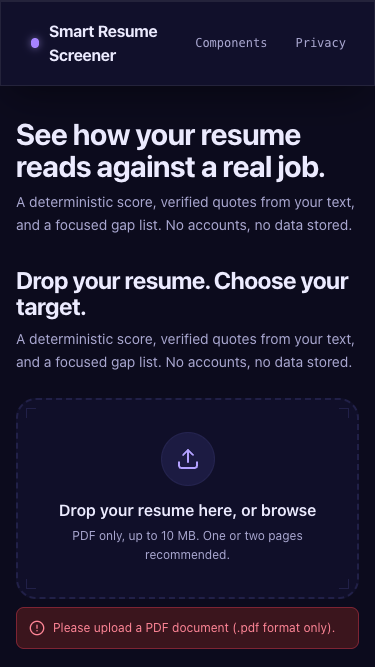 Smart Resume
Screener
Components
Privacy
See how your resume
reads against a real job.
A deterministic score, verified quotes from your text,
and a focused gap list. No accounts, no data stored.
Drop your resume. Choose your
target.
A deterministic score, verified quotes from your text,
and a focused gap list. No accounts, no data stored.
Drop your resume here, or browse
PDF only, up to 10 MB. One or two pages
recommended.
Please upload a PDF document (.pdf format only).